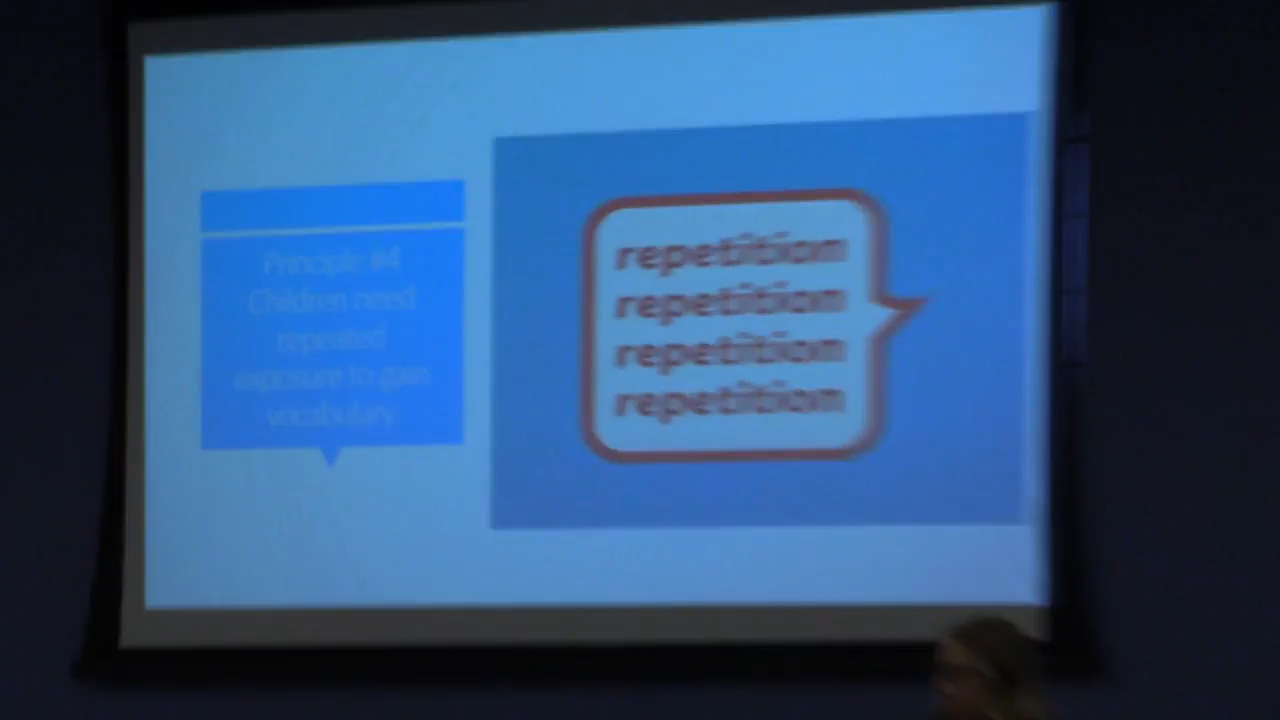 Principle #4
Children need
repeated
exposure to gain
vocabulary
repetition
repetition
repetition
repetition